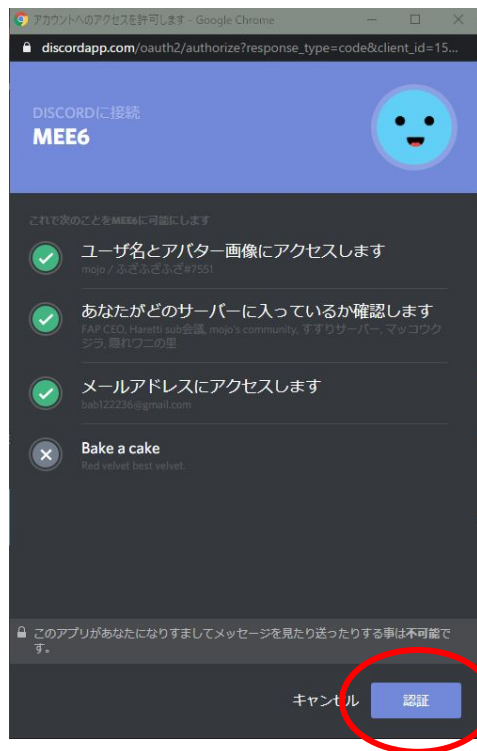 アカウントへのアクセスを許可します - Google Chrome
discordapp.com/oauth2/authorize?response_type=code&client_id=15...
DISCORDに接続
MEE6
これで次のことをMEE6に可能にします
ユーザ名とアバター画像にアクセスします
mojo / ふざふざふざ#7551
あなたがどのサーバーに入っているか確認します
FAP CEO, Haretti sub会議, mojo's community, すすりサーバー, マッコウク
ジラ, 隠れワニの里
メールアドレスにアクセスします
bab122236@gmail.com
Bake a cake
Red velvet best velvet.
このアプリがあなたになりすましてメッセージを見たり送ったりする事は不可能で
す。
キャンセル 認証